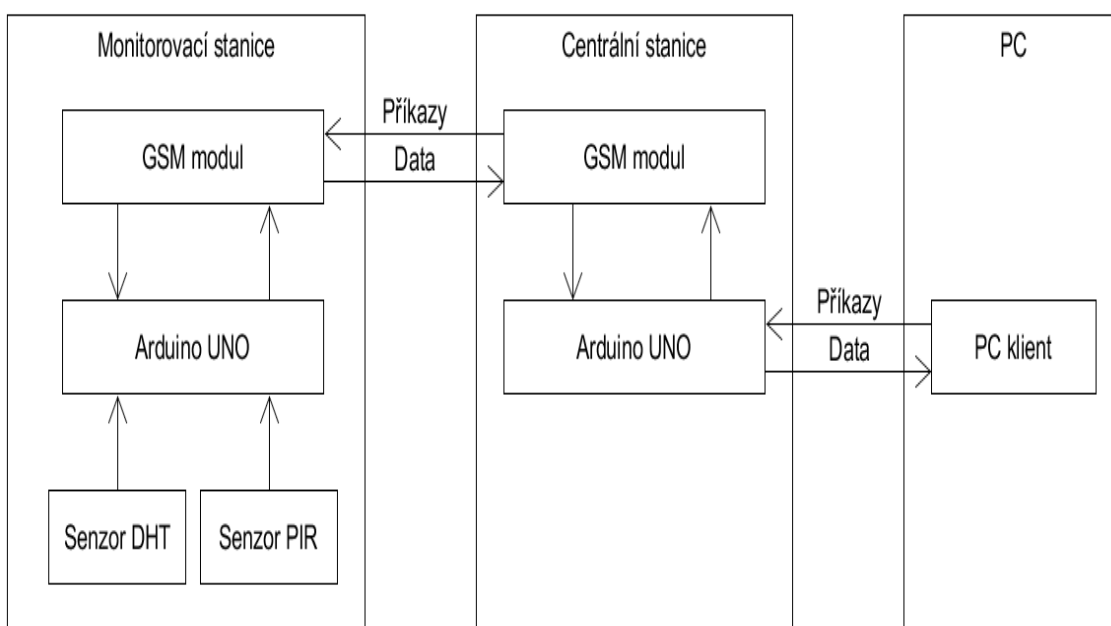 Monitorovací stanice
Centrální stanice
PC
GSM modul
Příkazy
Data
GSM modul
Arduino UNO
Arduino UNO
Příkazy
Data
PC klient
Senzor DHT
Senzor PIR